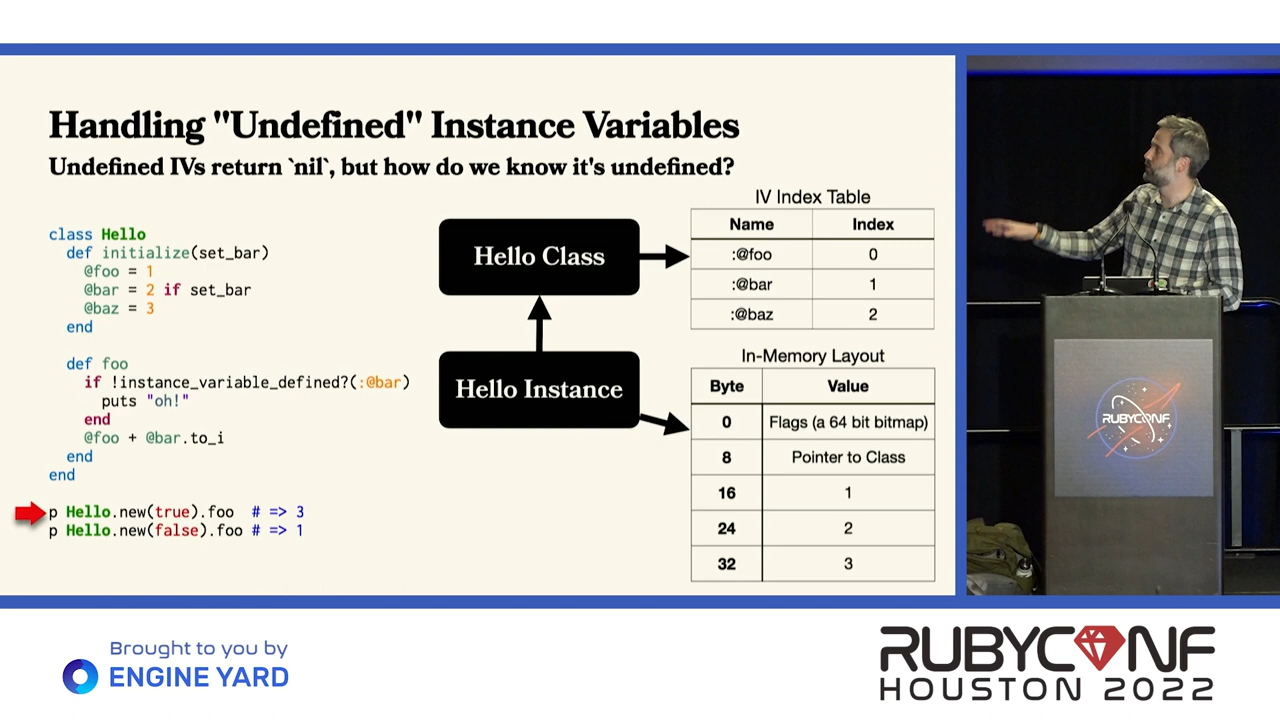 Handling "Undefined" Instance Variables
Undefined IVs return `nil`, but how do we know it's undefined?
class Hello
def initialize(set_bar)
@foo = 1
@bar = 2 if set_bar
@baz = 3
end
def foo
if !instance_variable_defined?(:@bar)
puts "oh!"
end
@foo + @bar.to_i
end
end
p Hello.new(true).foo # => 3
p Hello.new(false).foo # => 1
Hello Class
Hello Instance
IV Index Table
Name Index
:@foo 0
:@bar 1
:@baz 2
In-Memory Layout
Byte Value
0 Flags (a 64 bit bitmap)
8 Pointer to Class
16 1
24 2
32 3
RUBYCONF
Brought to you by
ENGINE YARD
RUBYCONF
HOUSTON 2022